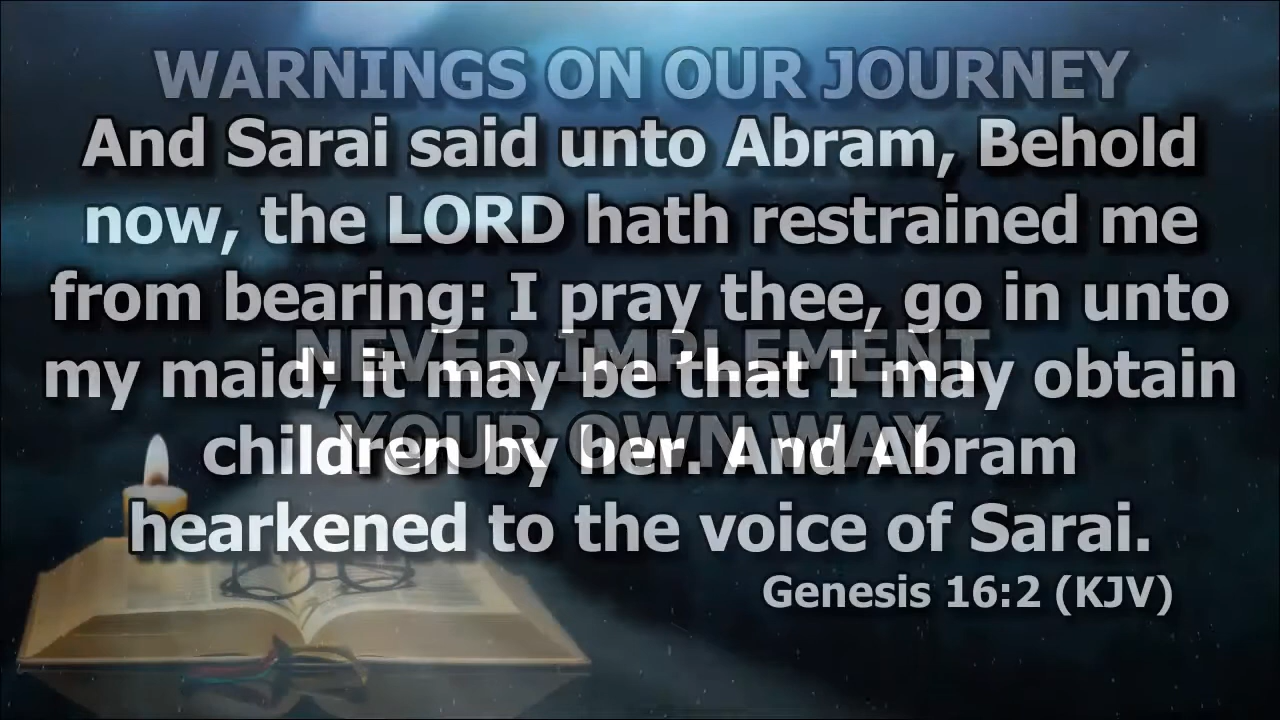 WARNINGS ON OUR JOURNEY
And Sarai said unto Abram, Behold
now, the LORD hath restrained me
from bearing: I pray thee, go in unto
NEVER IMPLEMENT
my maid; it may be that I may obtain
YOUR OWN WAY
children by her. And Abram
hearkened to the voice of Sarai.
Genesis 16:2 (KJV)